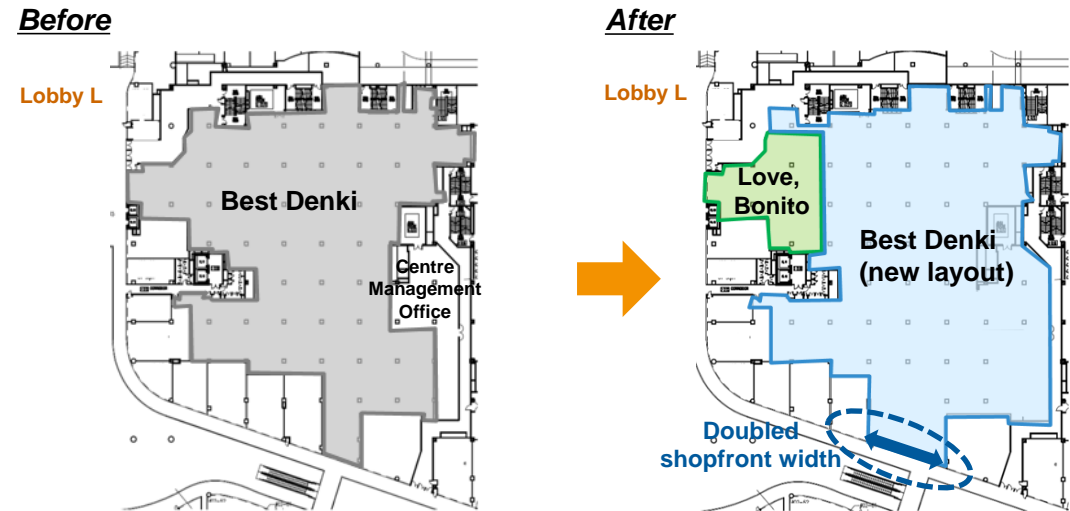 Before
Lobby L
Best Denki
Centre
Management
Office
After
Lobby L
Love,
Bonito
Best Denki
(new layout)
Doubled
shopfront width